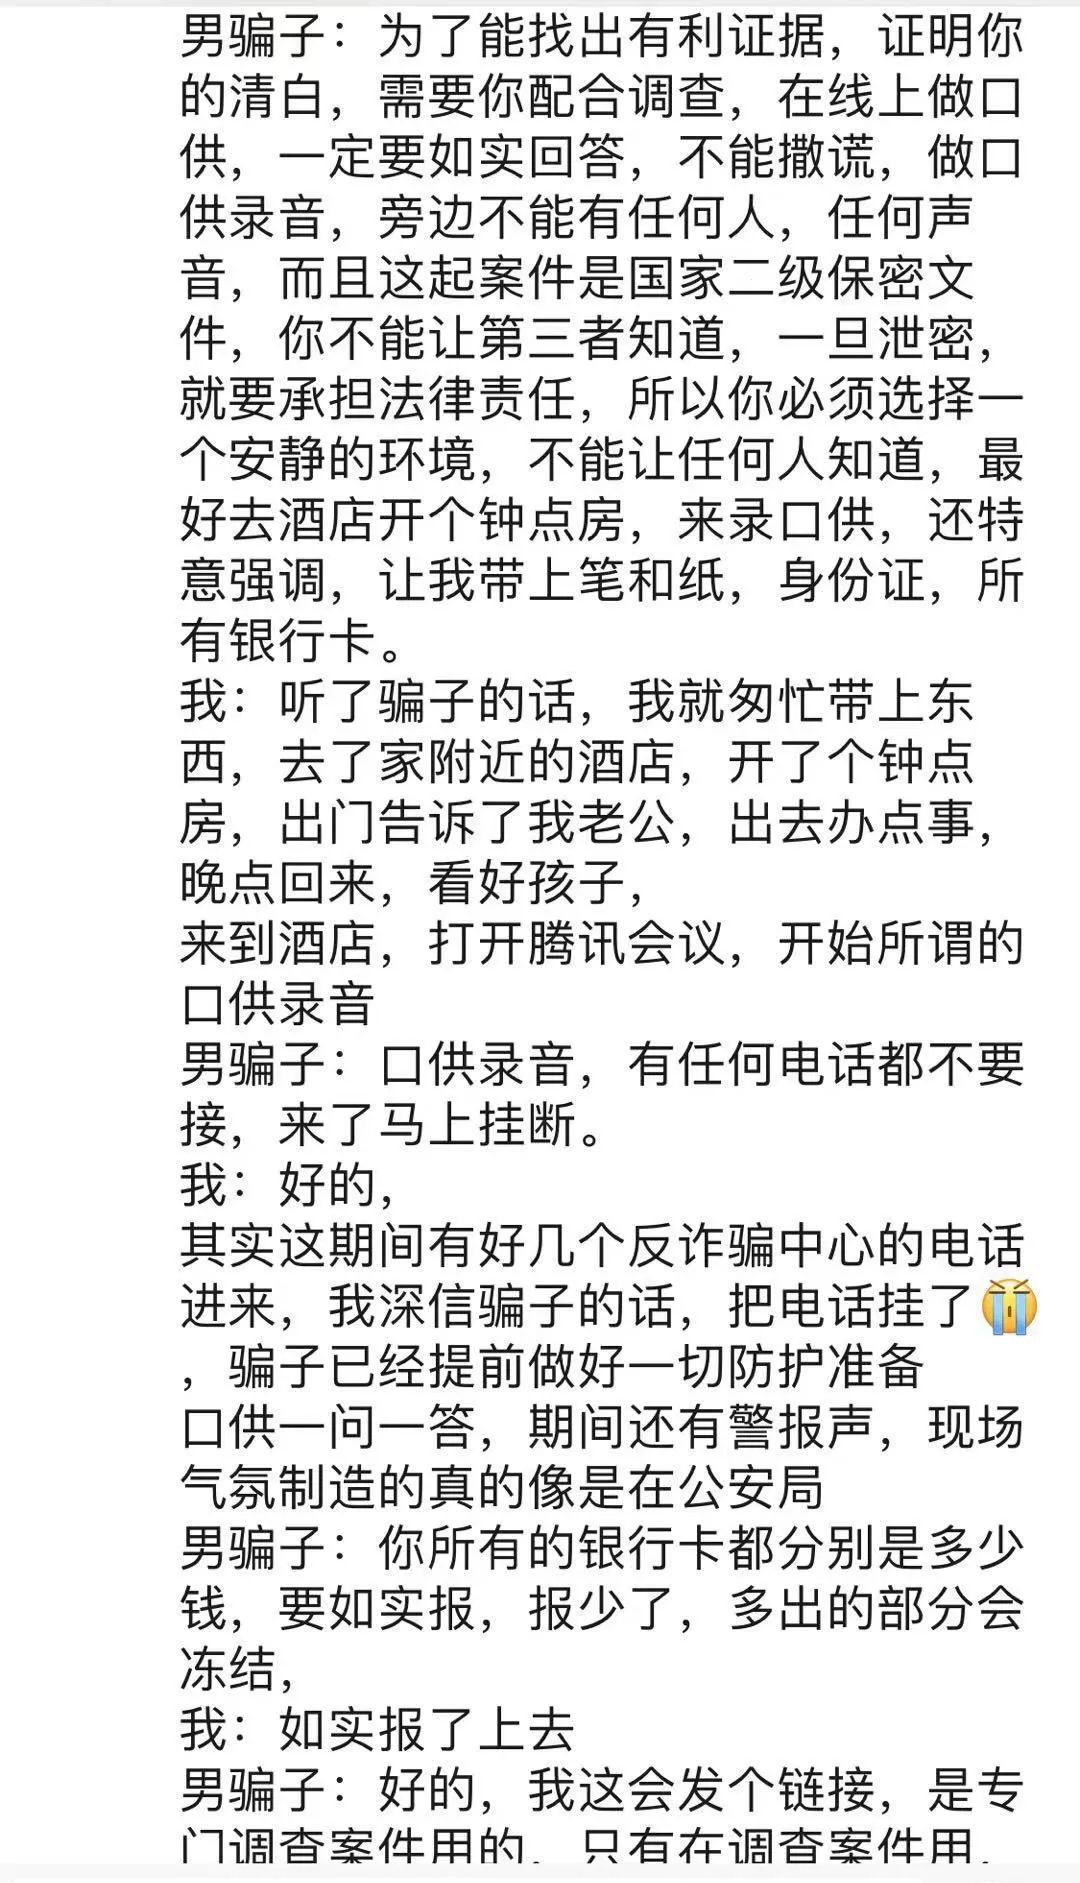 男骗子：为了能找出有利证据，证明你
的清白，需要你配合调查，在线上做口
供，一定要如实回答，不能撒谎，做口
供录音，旁边不能有任何人，任何声
音，而且这起案件是国家二级保密文
件，你不能让第三者知道，一旦泄密，
就要承担法律责任，所以你必须选择一
个安静的环境，不能让任何人知道，最
好去酒店开个钟点房，来录口供，还特
意强调，让我带上笔和纸，身份证，所
有银行卡。
我：听了骗子的话，我就匆忙带上东
西，去了家附近的酒店，开了个钟点
房，出门告诉了我老公，出去办点事，
晚点回来，看好孩子，
来到酒店，打开腾讯会议，开始所谓的
口供录音
男骗子：口供录音，有任何电话都不要
接，来了马上挂断。
我：好的，
其实这期间有好几个反诈骗中心的电话
进来，我深信骗子的话，把电话挂了😭
，骗子已经提前做好一切防护准备
口供一问一答，期间还有警报声，现场
气氛制造的真的像是在公安局
男骗子：你所有的银行卡都分别是多少
钱，要如实报，报少了，多出的部分会
冻结，
我：如实报了上去
男骗子：好的，我这会发个链接，是专
门调查案件用的，只有在调查案件用，